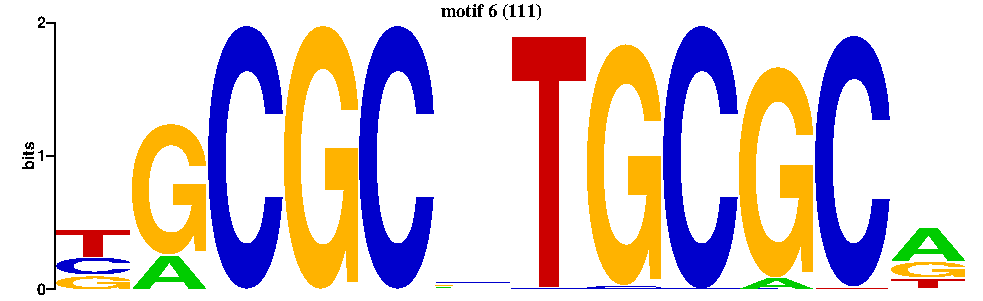 motif 6 (111)
2
1
0
bits
T G C G C T G C G C A
C A A G
G T